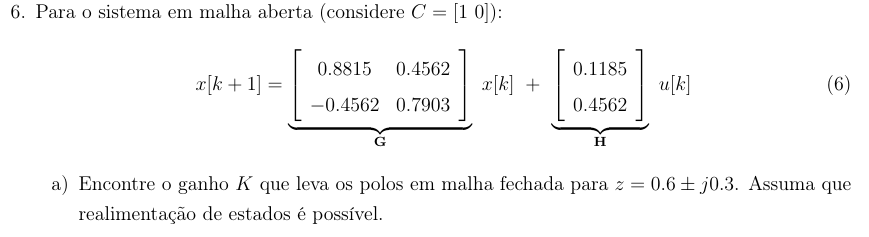 6. Para o sistema em malha aberta (considere C = [1 0]):
x[k + 1] = [ 0.8815 0.4562 ; −0.4562 0.7903 ] x[k] + [ 0.1185 ; 0.4562 ] u[k] (6)
G H
a) Encontre o ganho K que leva os polos em malha fechada para z = 0.6 ± j0.3. Assuma que
realimentação de estados é possível.